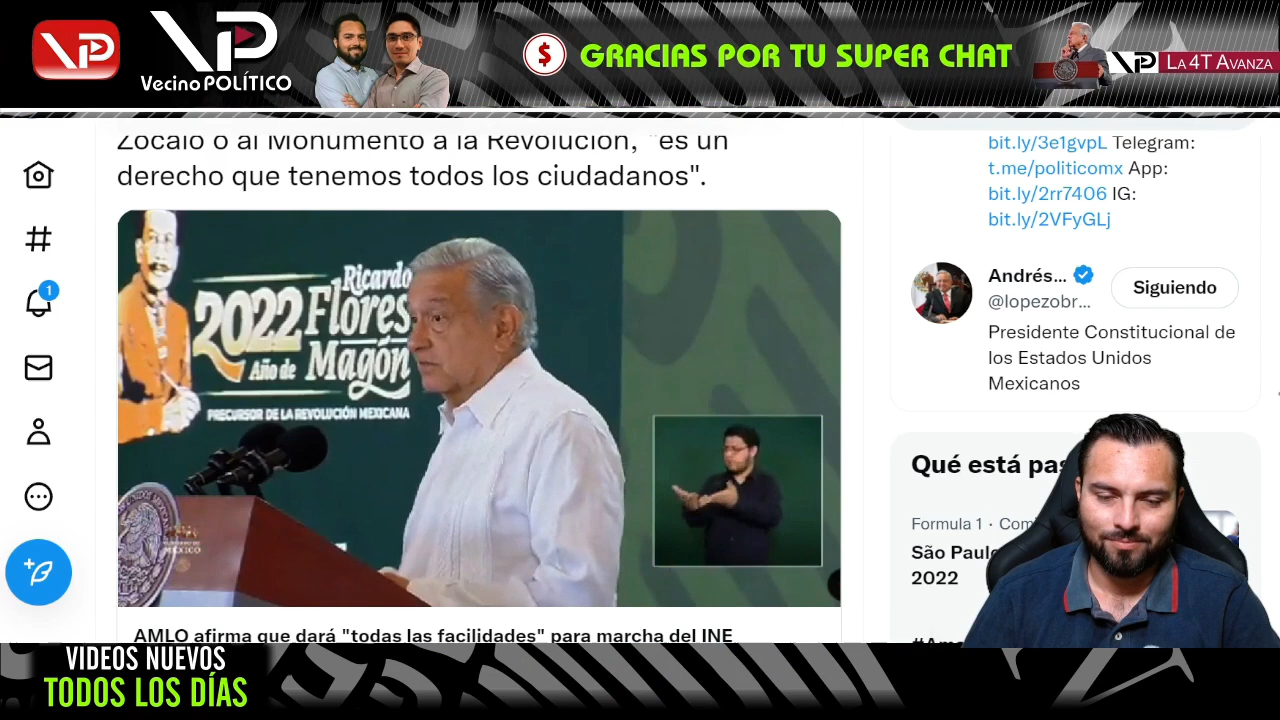 VP
VP
Vecino POLÍTICO
$ GRACIAS POR TU SUPER CHAT
VP LA 4T AVANZA
Zócalo o al Monumento a la Revolución, "es un
derecho que tenemos todos los ciudadanos".
Ricardo
2022 Flores
Año de Magón
PRECURSOR DE LA REVOLUCIÓN MEXICANA
MÉXICO
AMLO afirma que dará "todas las facilidades" para marcha del INE
1
bit.ly/3e1gvpL Telegram:
t.me/politicomx App:
bit.ly/2rr7406 IG:
bit.ly/2VFyGLj
Andrés...
@lopezobr...
Siguiendo
Presidente Constitucional de
los Estados Unidos
Mexicanos
Qué está pas
Formula 1 · Com
São Paulo
2022
VIDEOS NUEVOS
TODOS LOS DÍAS